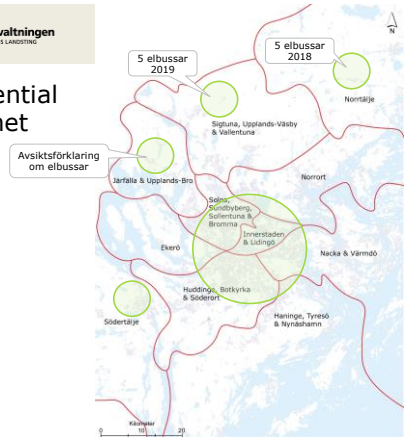 valtningen
S LANDSTING
ential
net
5 elbussar
2019
5 elbussar
2018
N
Norrtälje
Sigtuna, Upplands-Väsby
& Vallentuna
Avsiktsförklaring
om elbussar
Järfälla & Upplands-Bro
Norrort
Solna,
Sundbyberg,
Sollentuna &
Bromma
Innerstaden
& Lidingö
Ekerö
Nacka & Värmdö
Huddinge, Botkyrka
& Söderort
Haninge, Tyresö
& Nynäshamn
Södertälje
Kilometer
0 10 20